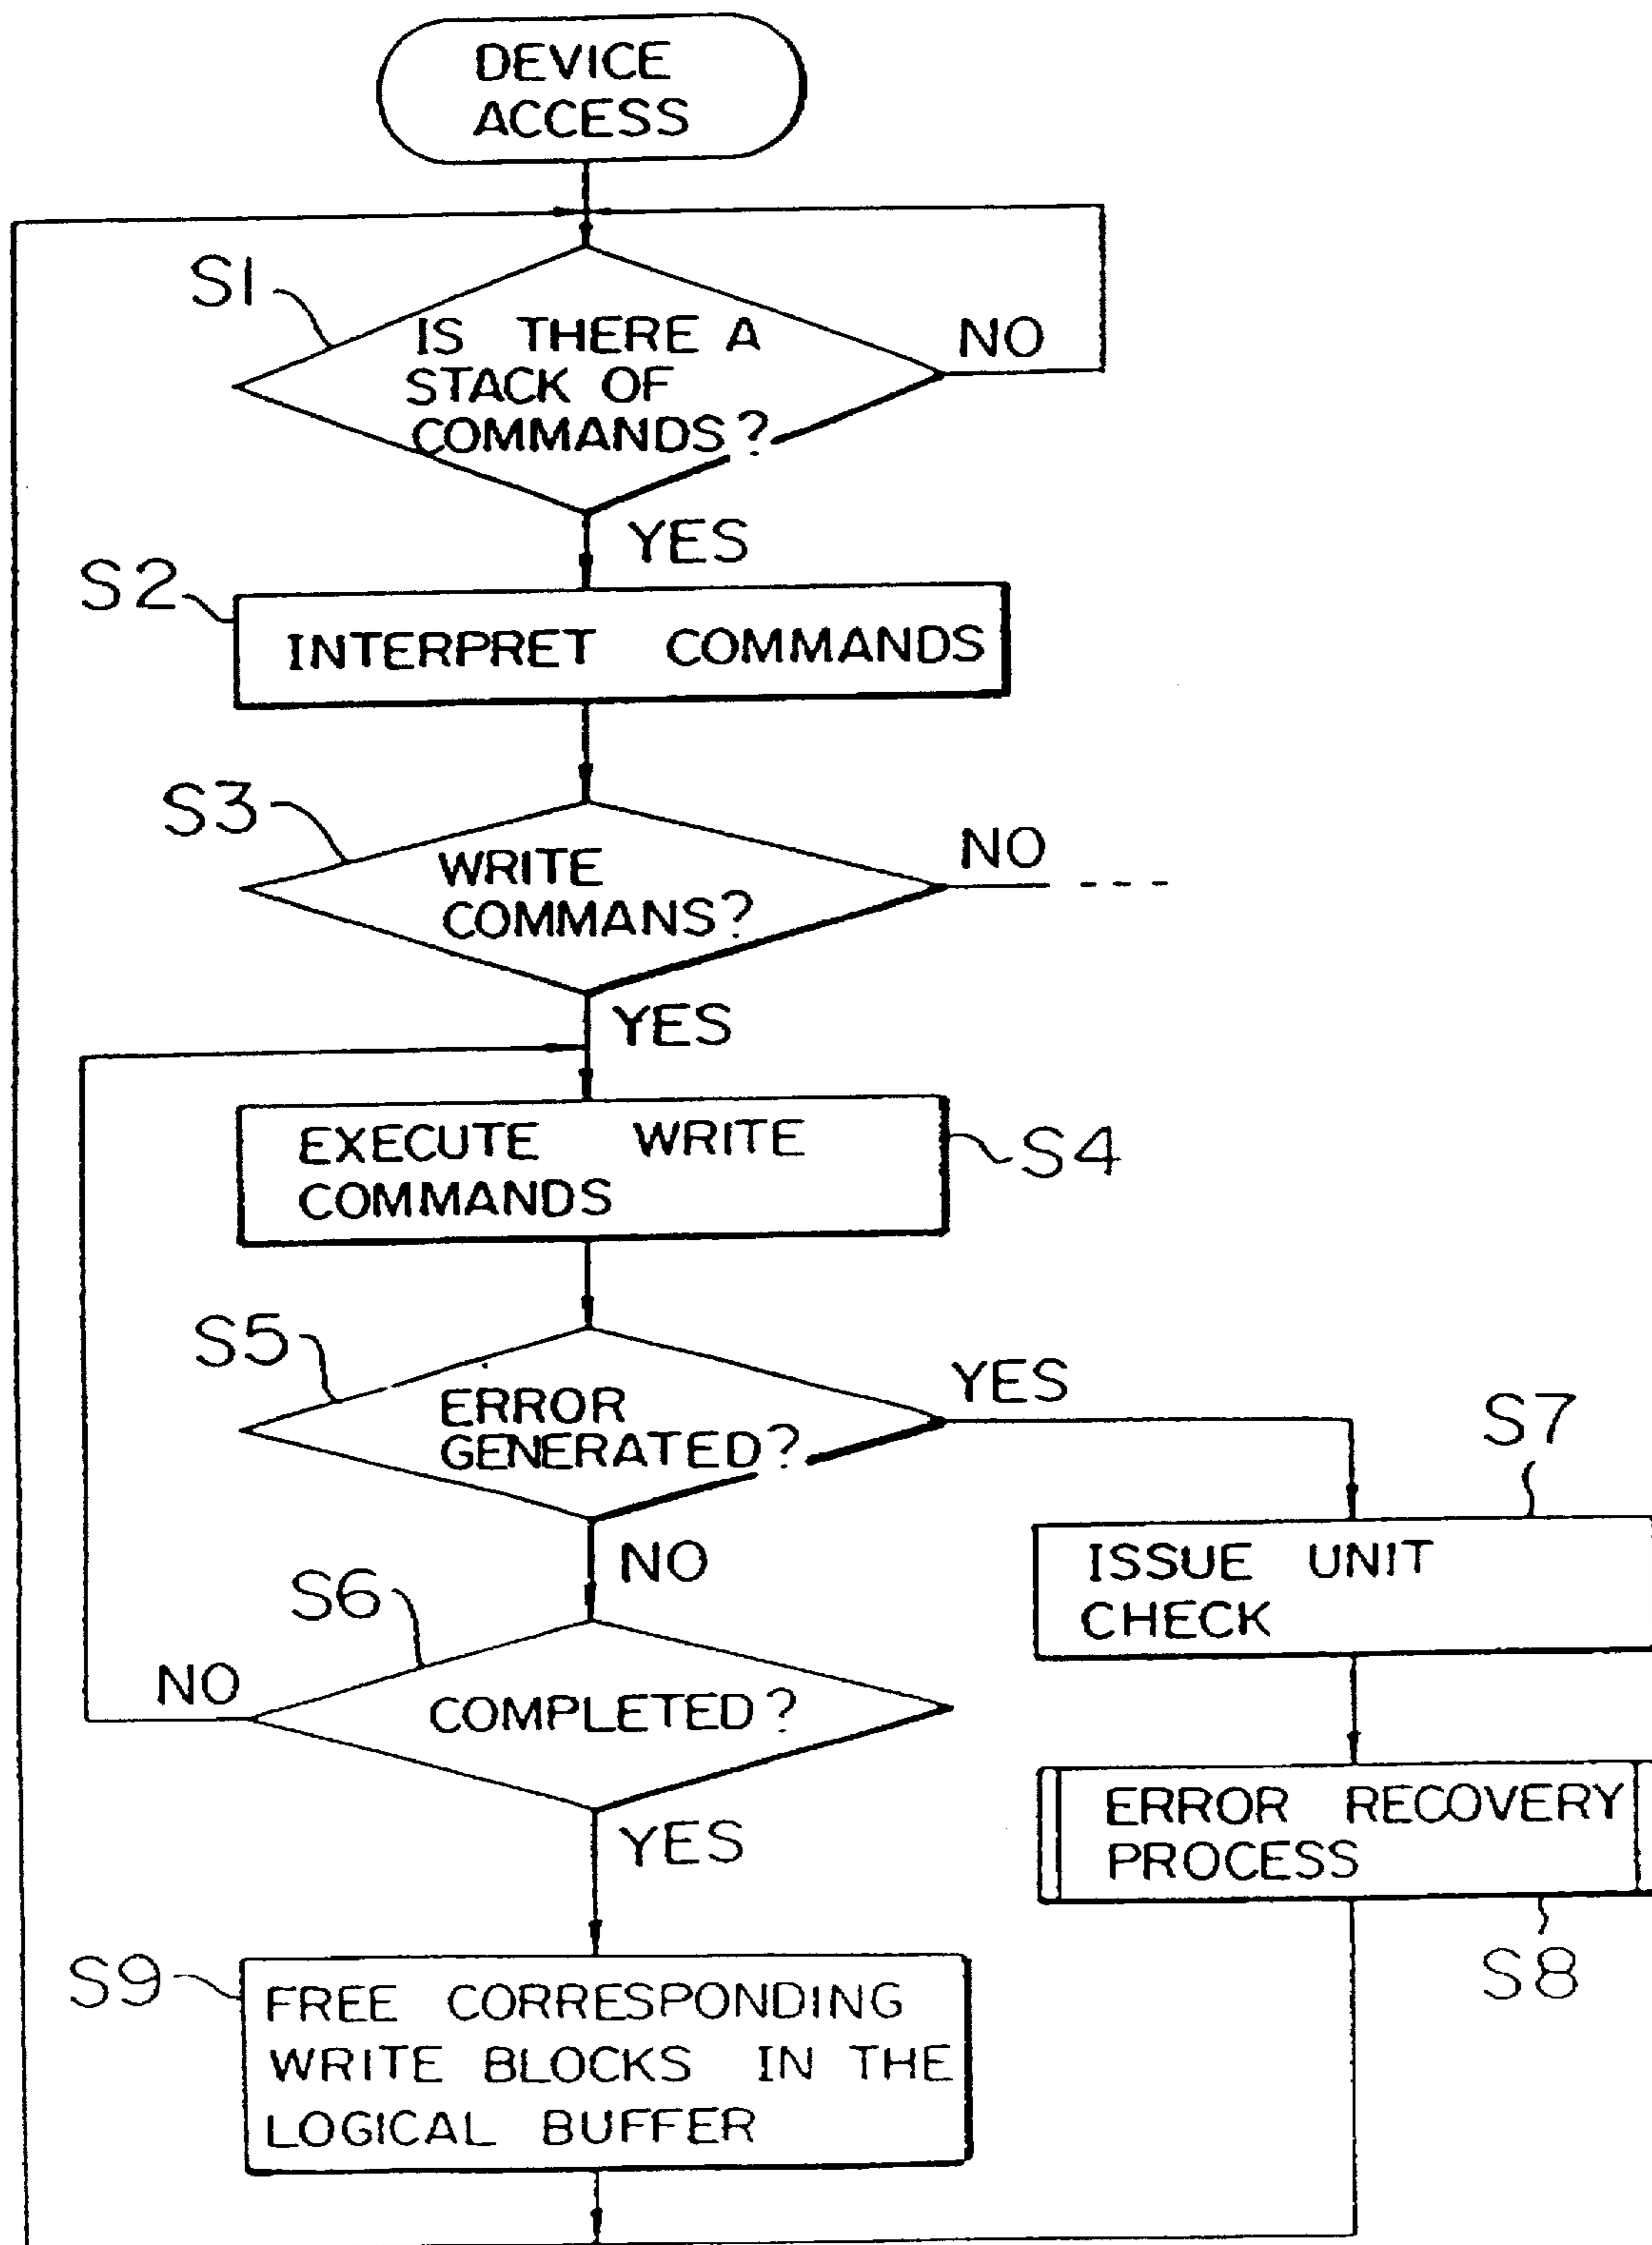 DEVICE
ACCESS
S1
IS THERE A
STACK OF
COMMANDS?
NO
YES
S2
INTERPRET COMMANDS
S3
WRITE
COMMANS?
NO
YES
EXECUTE WRITE
COMMANDS
S4
S5
ERROR
GENERATED?
YES
NO
S7
ISSUE UNIT
CHECK
S6
COMPLETED?
NO
YES
ERROR RECOVERY
PROCESS
S8
S9
FREE CORRESPONDING
WRITE BLOCKS IN THE
LOGICAL BUFFER